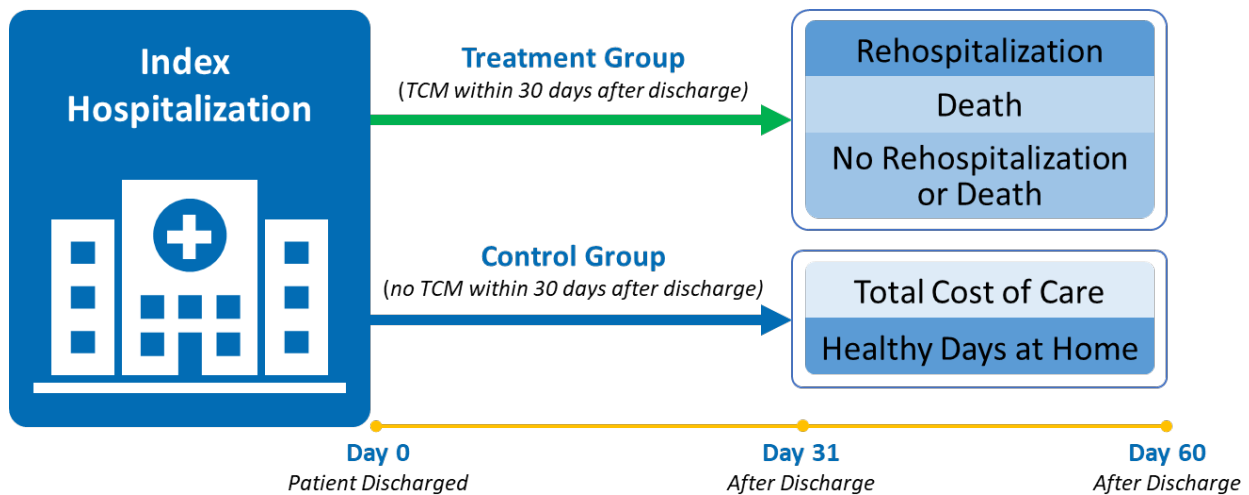 Index
Hospitalization
Treatment Group
(TCM within 30 days after discharge)
Rehospitalization
Death
No Rehospitalization
or Death
Control Group
(no TCM within 30 days after discharge)
Total Cost of Care
Healthy Days at Home
Day 0
Patient Discharged
Day 31
After Discharge
Day 60
After Discharge